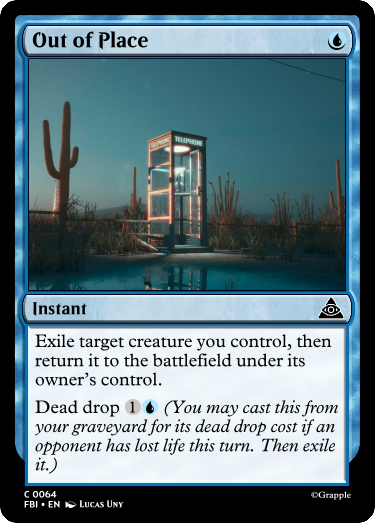 Out of Place
TELEPHONE
TELEPHONE
Instant
Exile target creature you control, then
return it to the battlefield under its
owner's control.
Dead drop 1 (You may cast this from
your graveyard for its dead drop cost if an
opponent has lost life this turn. Then exile
it.)
C 0064
FBI • EN Lucas Uny
©Grapple